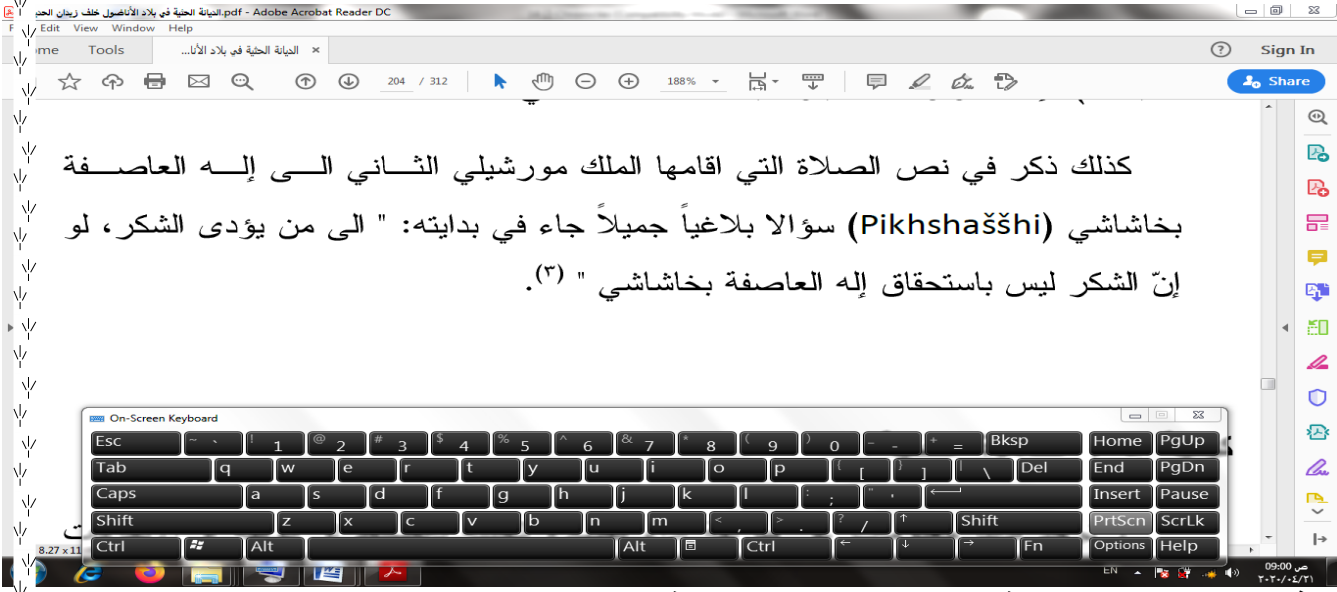 الديانة الحثية في بلاد الأناضول خلف زيدان الحد.pdf - Adobe Acrobat Reader DC
Edit View Window Help
ome Tools الديانة الحثية في بلاد الأنا... × Sign In
204 / 312 188% Share
كذلك ذكر في نص الصلاة التي اقامها الملك مورشيلي الثـــاني الـــى إلـــه العاصـــفة
بخاشاشي (Pikhshaššhi) سؤالا بلاغياً جميلاً جاء في بدايته: " الى من يؤدى الشكر، لو
إنّ الشكر ليس باستحقاق إله العاصفة بخاشاشي " (٣).
On-Screen Keyboard
Esc ~ ` ! 1 @ 2 # 3 $ 4 % 5 ^ 6 & 7 * 8 ( 9 ) 0 _ - + = Bksp Home PgUp
Tab q w e r t y u i o p { [ } ] | \ Del End PgDn
Caps a s d f g h j k l : ; " ' Insert Pause
Shift z x c v b n m < , > . ? / ↑ Shift PrtScn ScrLk
Ctrl Alt Alt Ctrl ← ↓ → Fn Options Help
8.27 x 11
EN 09:00 ص
٢٠٢٠/٠٤/٢١